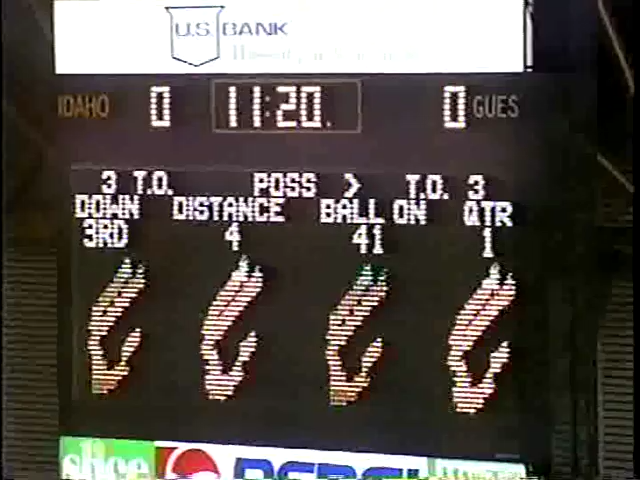 U.S. BANK
IDAHO 0 11:20 0 GUES
3 T.O. POSS > T.O. 3
DOWN DISTANCE BALL ON QTR
3RD 4 41 1
slice PEPSI